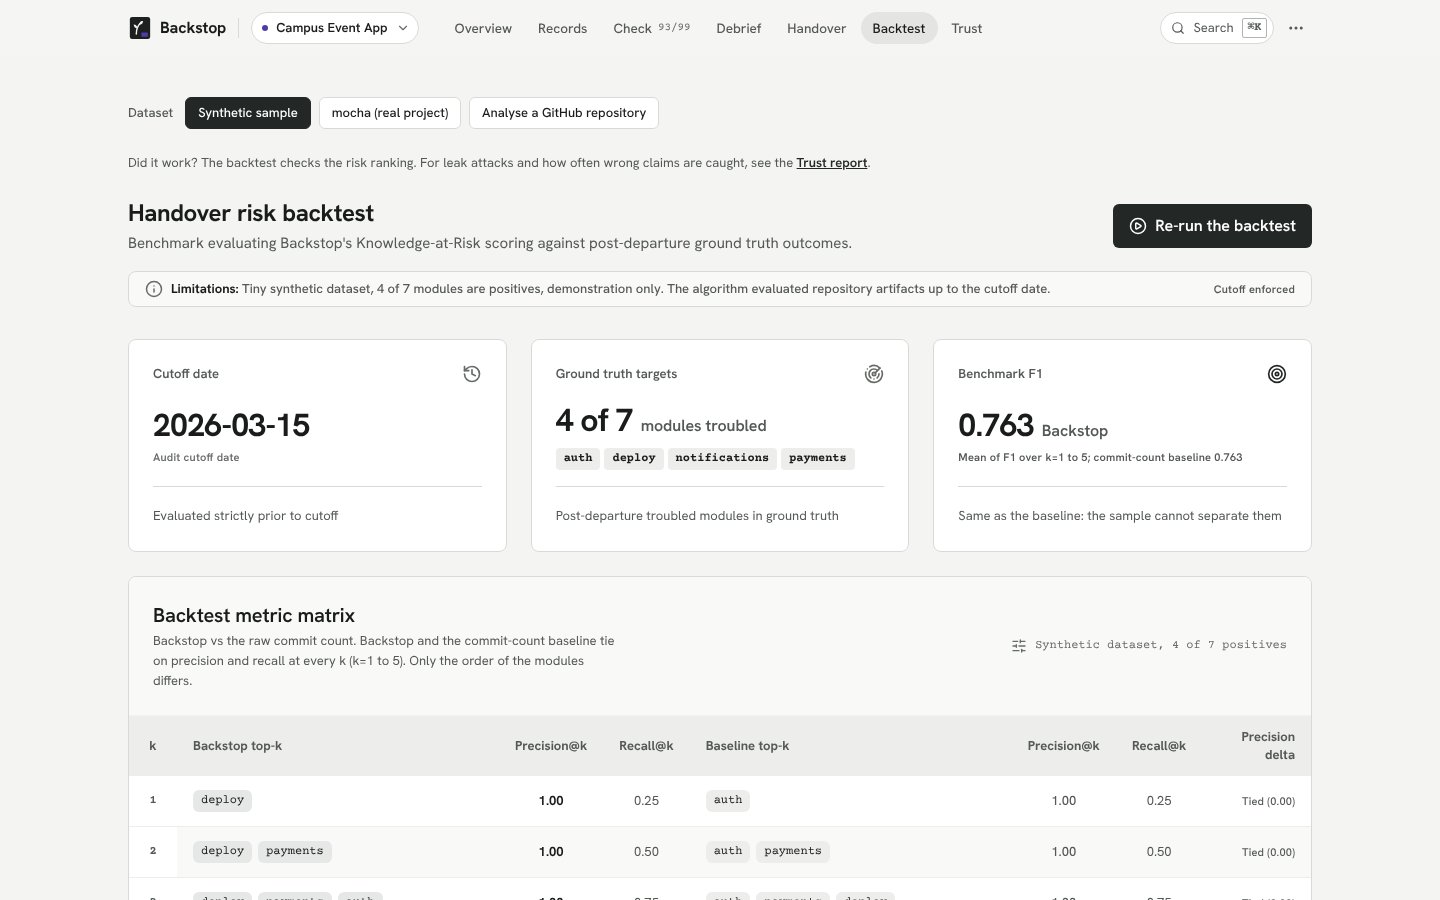 Backstop
Campus Event App
Overview
Records
Check 93/99
Debrief
Handover
Backtest
Trust
Search ⌘K
Dataset
Synthetic sample
mocha (real project)
Analyse a GitHub repository
Did it work? The backtest checks the risk ranking. For leak attacks and how often wrong claims are caught, see the Trust report.
Handover risk backtest
Benchmark evaluating Backstop's Knowledge-at-Risk scoring against post-departure ground truth outcomes.
Re-run the backtest
Limitations: Tiny synthetic dataset, 4 of 7 modules are positives, demonstration only. The algorithm evaluated repository artifacts up to the cutoff date.
Cutoff enforced
Cutoff date
2026-03-15
Audit cutoff date
Evaluated strictly prior to cutoff
Ground truth targets
4 of 7 modules troubled
auth deploy notifications payments
Post-departure troubled modules in ground truth
Benchmark F1
0.763 Backstop
Mean of F1 over k=1 to 5; commit-count baseline 0.763
Same as the baseline: the sample cannot separate them
Backtest metric matrix
Backstop vs the raw commit count. Backstop and the commit-count baseline tie
on precision and recall at every k (k=1 to 5). Only the order of the modules
differs.
Synthetic dataset, 4 of 7 positives
k Backstop top-k Precision@k Recall@k Baseline top-k Precision@k Recall@k Precision
delta
1 deploy 1.00 0.25 auth 1.00 0.25 Tied (0.00)
2 deploy payments 1.00 0.50 auth payments 1.00 0.50 Tied (0.00)